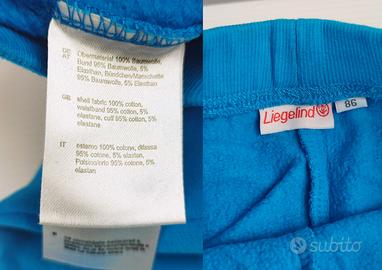 DE Obermaterial 100% Baumwolle,
AT Bund 95% Baumwolle, 5%
Elasthan, Bündchen/Manschette
95% Baumwolle, 5% Elasthan
GB shell fabric 100% cotton,
waistband 95% cotton, 5%
elastane, cuff 95% cotton, 5%
elastane
IT esterno 100% cotone, cintura
95% cotone, 5% elastan,
Polsino/orlo 95% cotone, 5%
elastan
Liegelind
86
subito